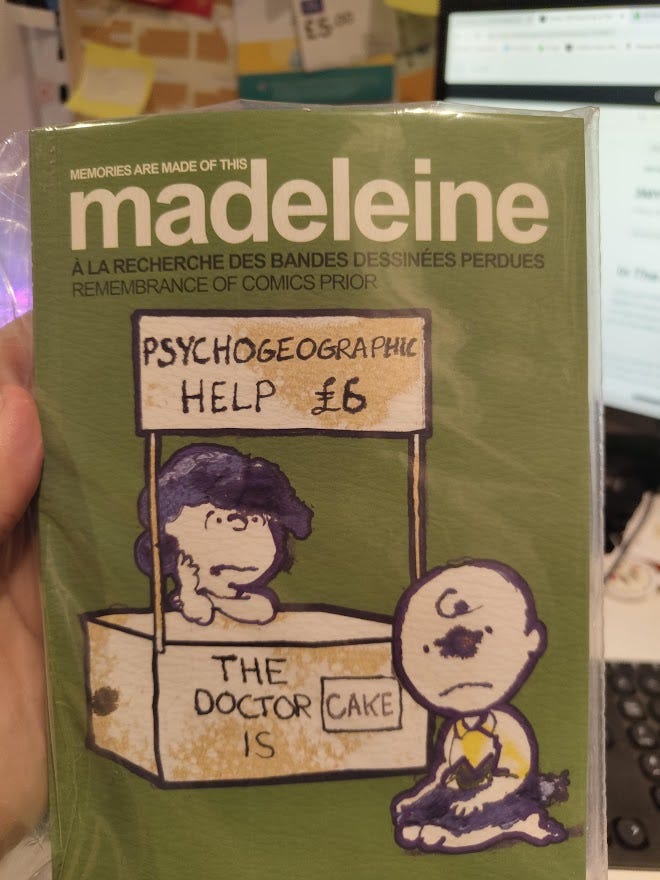 £5.00
MEMORIES ARE MADE OF THIS
madeleine
À LA RECHERCHE DES BANDES DESSINÉES PERDUES
REMEMBRANCE OF COMICS PRIOR
PSYCHOGEOGRAPHIC
HELP £6
THE
DOCTOR CAKE
IS